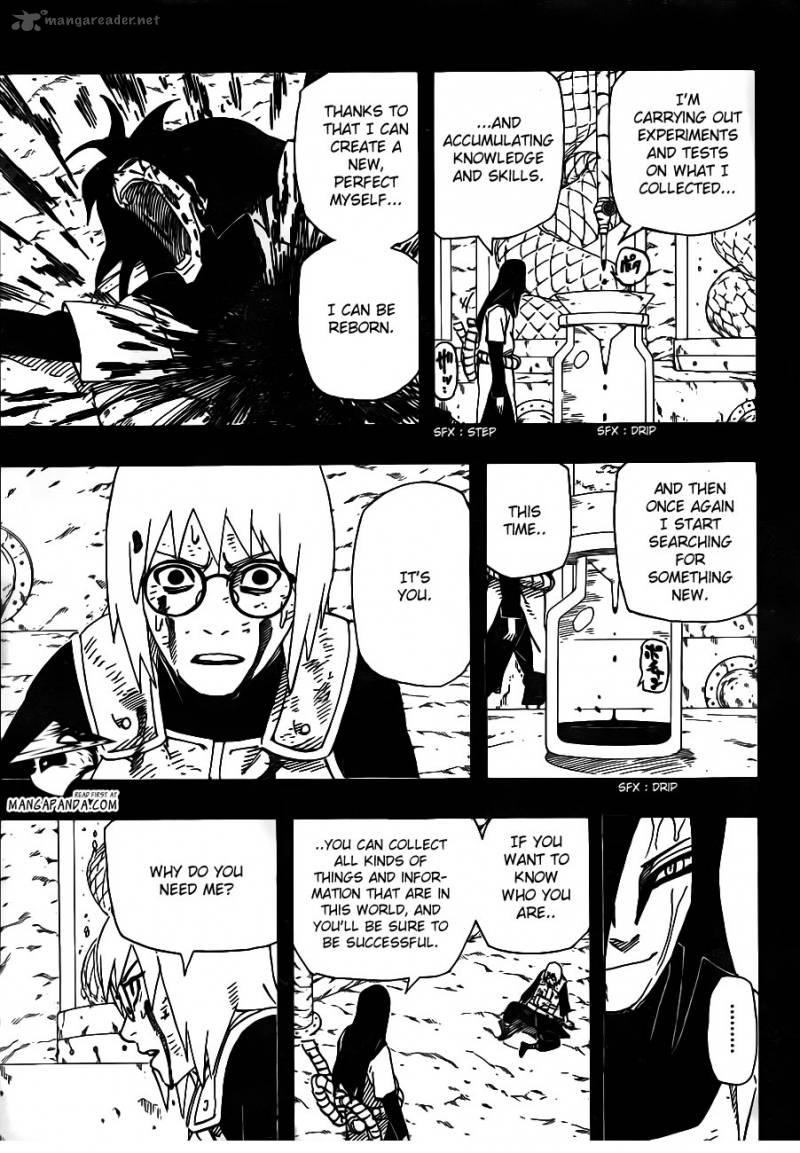 mangareader.net
I'M
CARRYING OUT
EXPERIMENTS
AND TESTS
ON WHAT I
COLLECTED...
...AND
ACCUMULATING
KNOWLEDGE
AND SKILLS.
SFX : STEP
SFX : DRIP
THANKS TO
THAT I CAN
CREATE A
NEW,
PERFECT
MYSELF...
I CAN BE
REBORN.
AND THEN
ONCE AGAIN
I START
SEARCHING
FOR
SOMETHING
NEW.
THIS
TIME..
SFX : DRIP
IT'S
YOU.
READ FIRST AT
MANGAPANDA.COM
.........
IF YOU
WANT TO
KNOW
WHO YOU
ARE..
..YOU CAN COLLECT
ALL KINDS OF
THINGS AND INFOR-
MATION THAT ARE IN
THIS WORLD, AND
YOU'LL BE SURE TO
BE SUCCESSFUL.
WHY DO YOU
NEED ME?